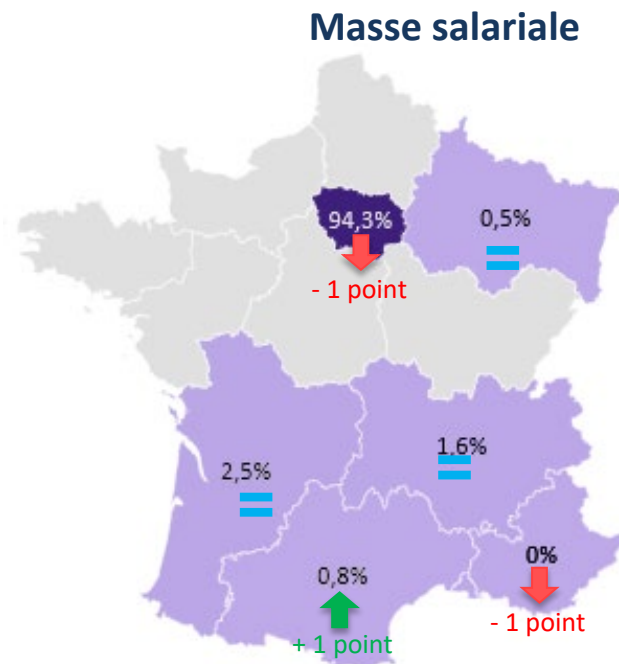 Masse salariale
94,3%
- 1 point
0,5%
2,5%
1,6%
0,8%
+ 1 point
0%
- 1 point